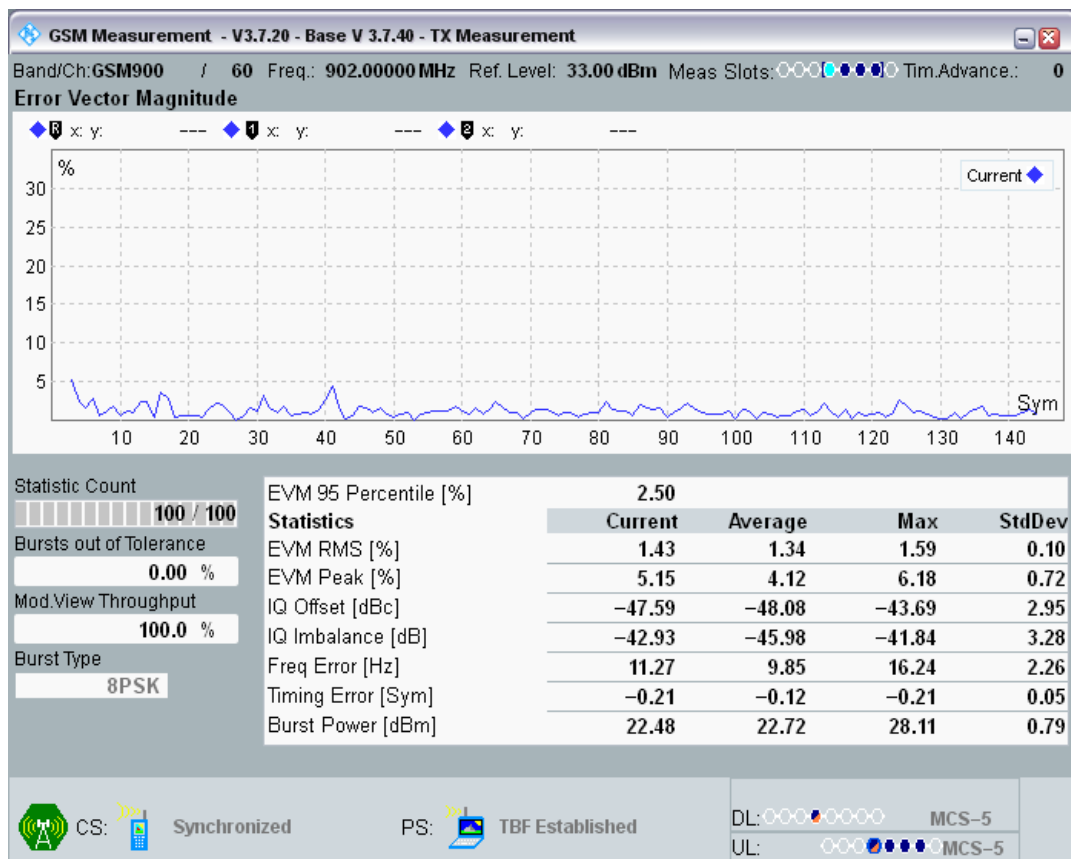 GSM Measurement - V3.7.20 - Base V 3.7.40 - TX Measurement
Band/Ch:GSM900 / 60 Freq.: 902.00000 MHz Ref. Level: 33.00 dBm Meas Slots: Tim.Advance.: 0
Error Vector Magnitude
R x: y: --- 1 x: y: --- 2 x: y: ---
%
Current
30
25
20
15
10
5
Sym
10 20 30 40 50 60 70 80 90 100 110 120 130 140
Statistic Count
100 / 100
Bursts out of Tolerance
0.00 %
Mod.View Throughput
100.0 %
Burst Type
8PSK
EVM 95 Percentile [%] 2.50
Statistics Current Average Max StdDev
EVM RMS [%] 1.43 1.34 1.59 0.10
EVM Peak [%] 5.15 4.12 6.18 0.72
IQ Offset [dBc] −47.59 −48.08 −43.69 2.95
IQ Imbalance [dB] −42.93 −45.98 −41.84 3.28
Freq Error [Hz] 11.27 9.85 16.24 2.26
Timing Error [Sym] −0.21 −0.12 −0.21 0.05
Burst Power [dBm] 22.48 22.72 28.11 0.79
CS: Synchronized PS: TBF Established
DL: MCS−5
UL: MCS−5